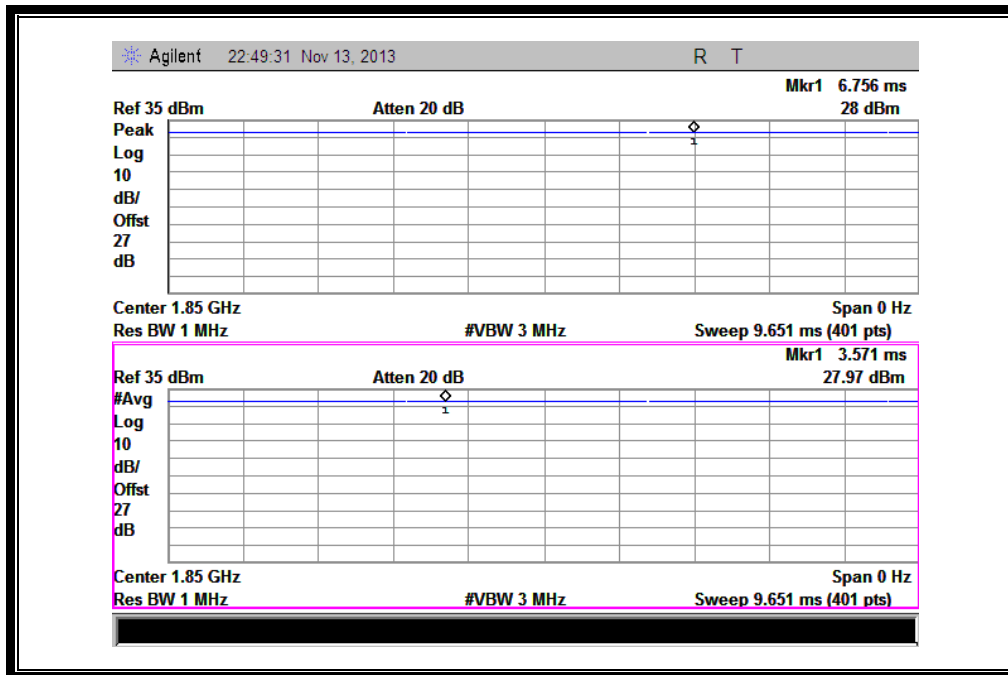 Agilent 22:49:31 Nov 13, 2013 R T
Mkr1 6.756 ms
Ref 35 dBm Atten 20 dB 28 dBm
Peak
Log
10
dB/
Offst
27
dB
1
Center 1.85 GHz Span 0 Hz
Res BW 1 MHz #VBW 3 MHz Sweep 9.651 ms (401 pts)
Mkr1 3.571 ms
Ref 35 dBm Atten 20 dB 27.97 dBm
#Avg
Log
10
dB/
Offst
27
dB
1
Center 1.85 GHz Span 0 Hz
Res BW 1 MHz #VBW 3 MHz Sweep 9.651 ms (401 pts)